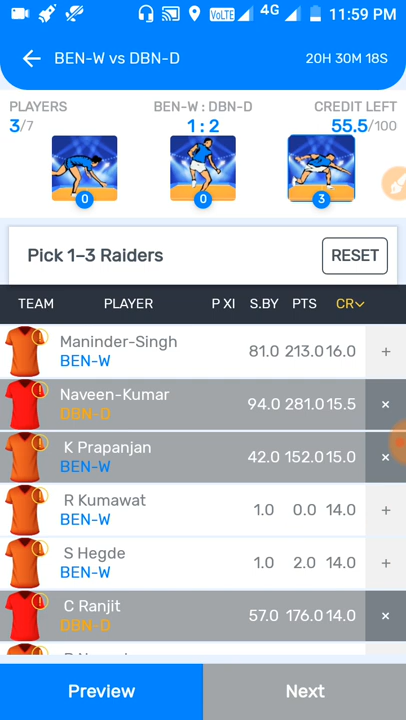 VoLTE 4G 11:59 PM
BEN-W vs DBN-D 20H 30M 18S
PLAYERS BEN-W : DBN-D CREDIT LEFT
3/7 1 : 2 55.5/100
0 0 3
Pick 1–3 Raiders RESET
TEAM PLAYER P XI S.BY PTS CR
Maninder-Singh
BEN-W 81.0 213.0 16.0 +
Naveen-Kumar
DBN-D 94.0 281.0 15.5 ×
K Prapanjan
BEN-W 42.0 152.0 15.0 ×
R Kumawat
BEN-W 1.0 0.0 14.0 +
S Hegde
BEN-W 1.0 2.0 14.0 +
C Ranjit
DBN-D 57.0 176.0 14.0 ×
Preview Next